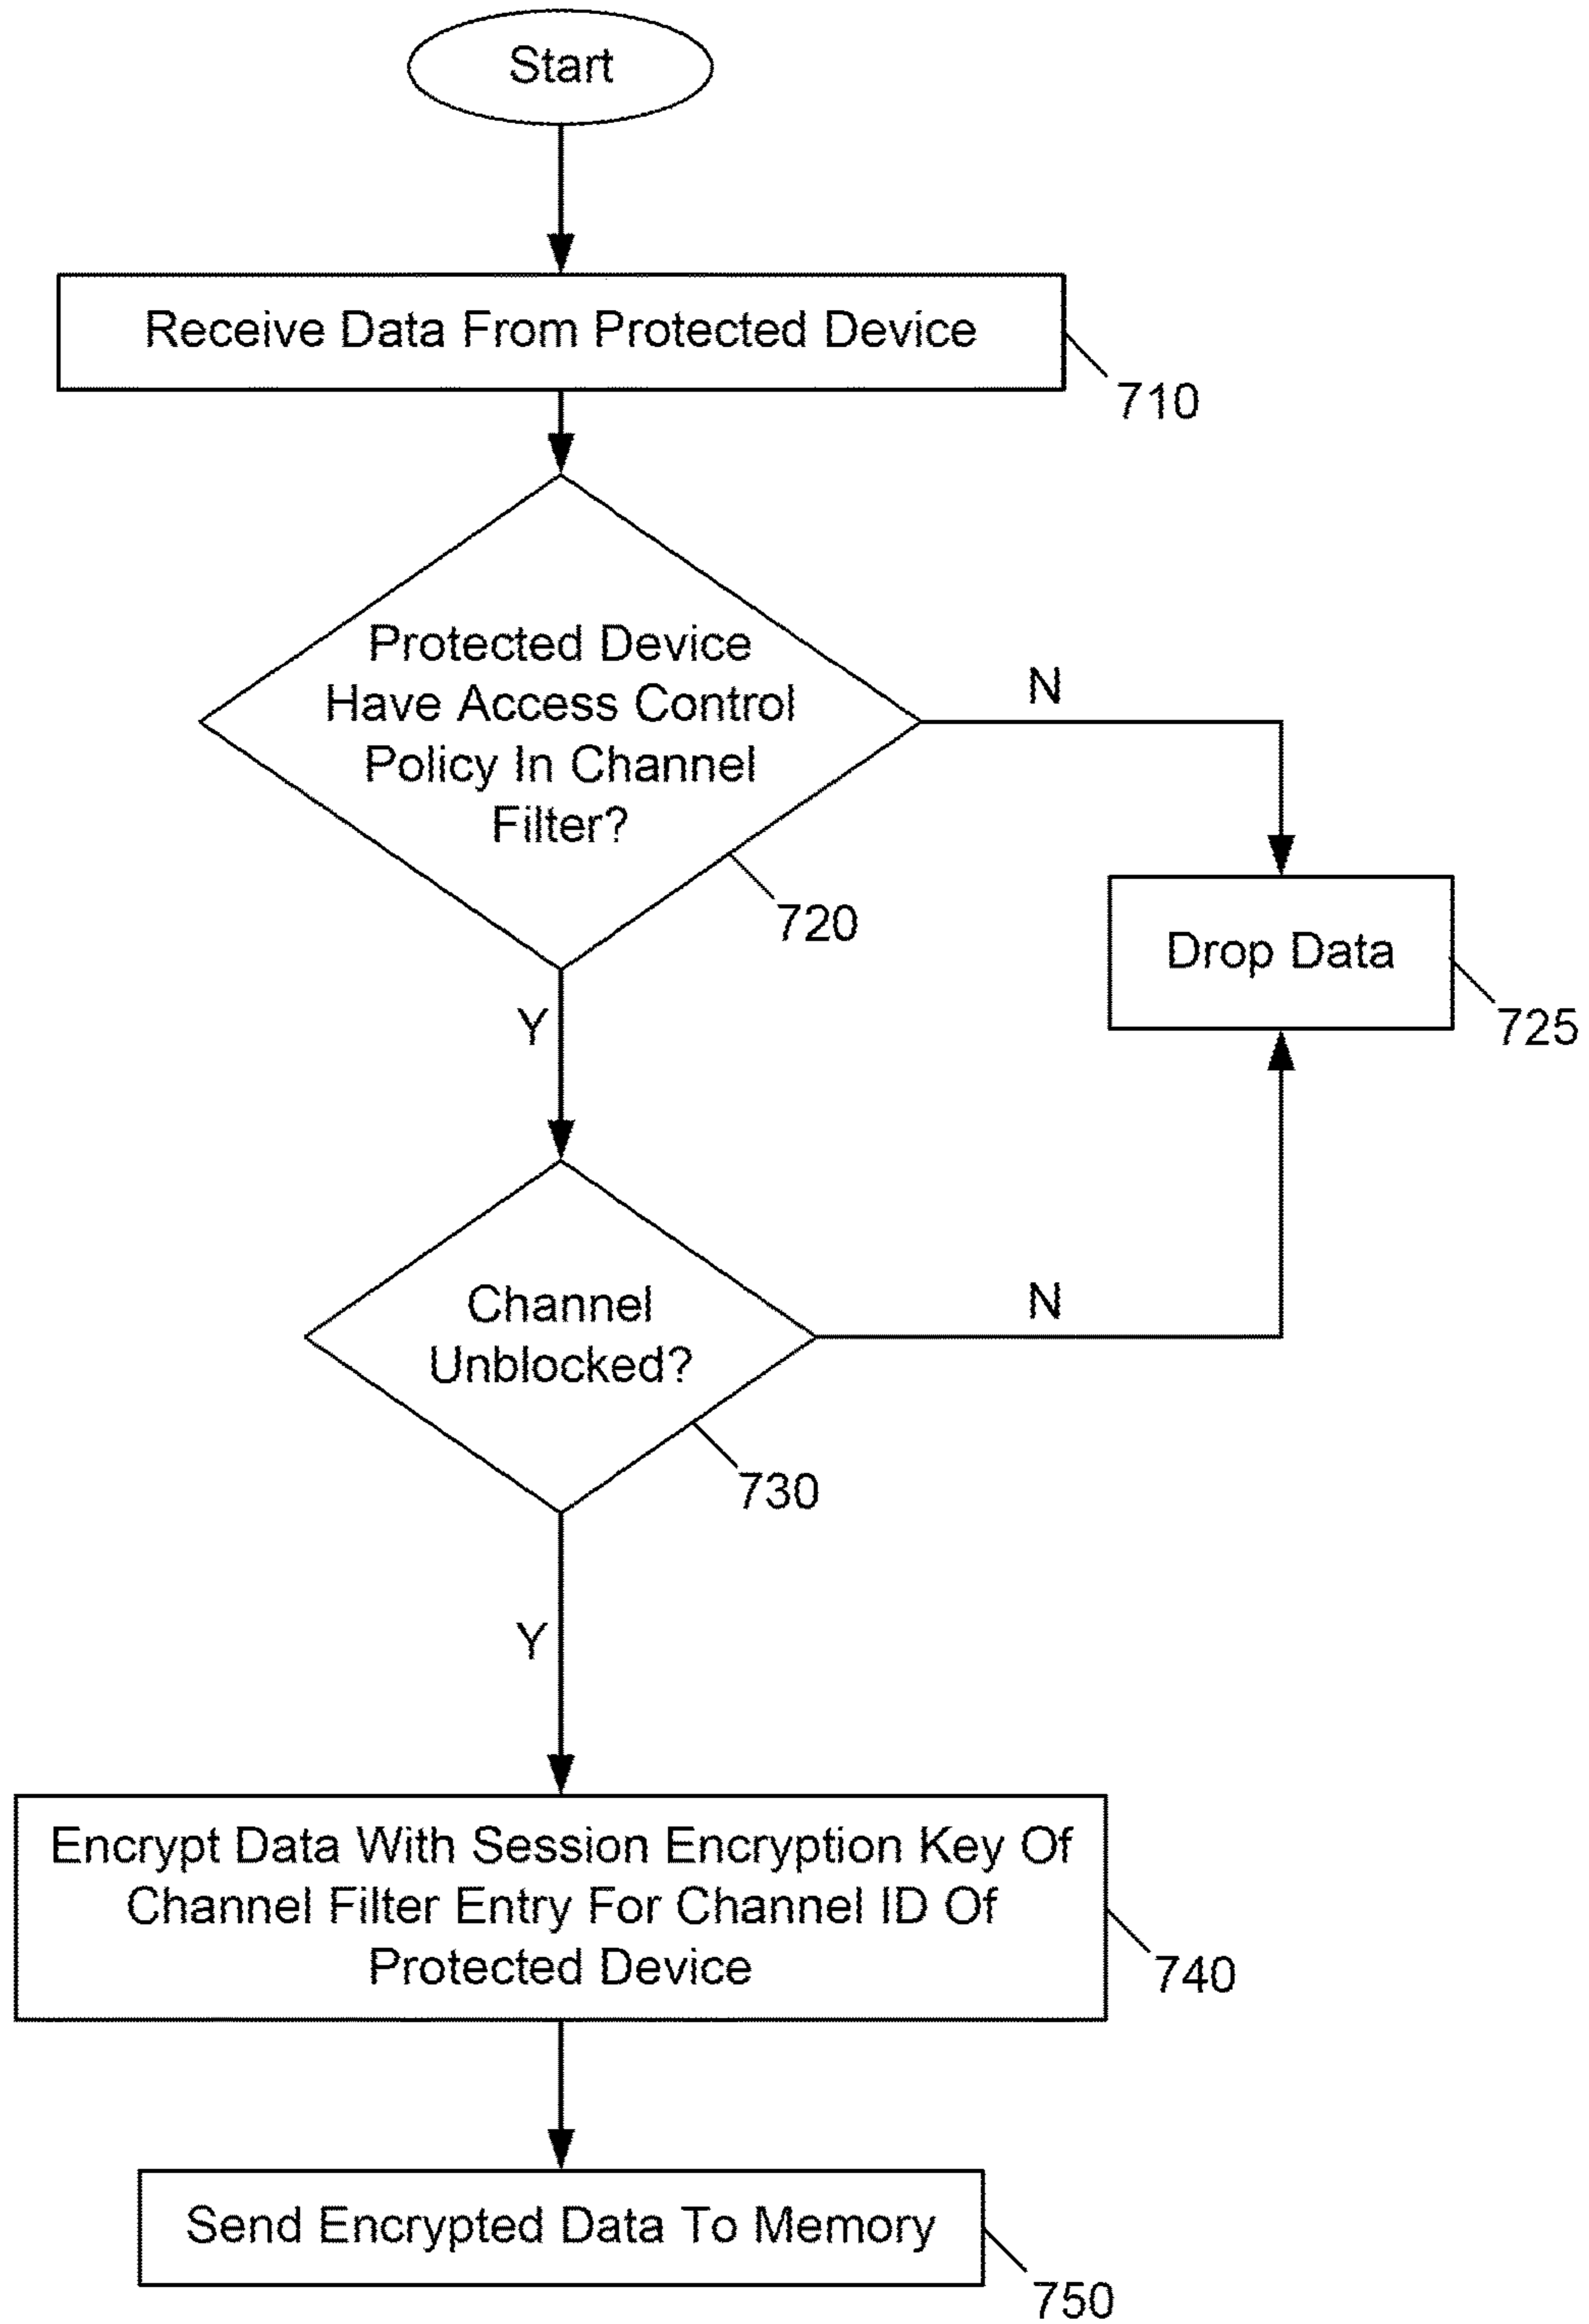 Start
Receive Data From Protected Device
710
Protected Device
Have Access Control
Policy In Channel
Filter?
N
720
Drop Data
725
Y
Channel
Unblocked?
N
730
Y
Encrypt Data With Session Encryption Key Of
Channel Filter Entry For Channel ID Of
Protected Device
740
Send Encrypted Data To Memory
750